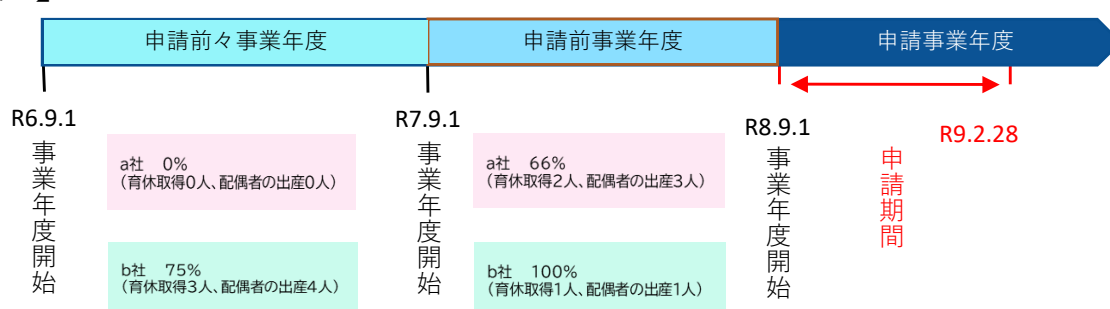 申請前々事業年度
申請前事業年度
申請事業年度
R6.9.1
R7.9.1
R8.9.1
R9.2.28
事業年度開始
a社 0%
（育休取得0人、配偶者の出産0人）
b社 75%
（育休取得3人、配偶者の出産4人）
事業年度開始
a社 66%
（育休取得2人、配偶者の出産3人）
b社 100%
（育休取得1人、配偶者の出産1人）
事業年度開始
申請期間